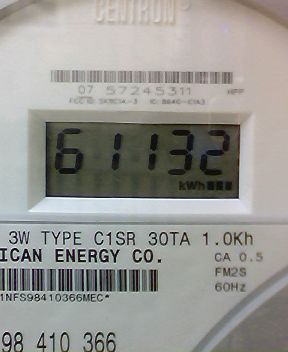 CENTRON
07 57245311
61132
kWh
3W TYPE C1SR 30TA 1.0Kh
ICAN ENERGY CO.
CA 0.5
FM2S
60Hz
1NFS98410366MEC*
98 410 366